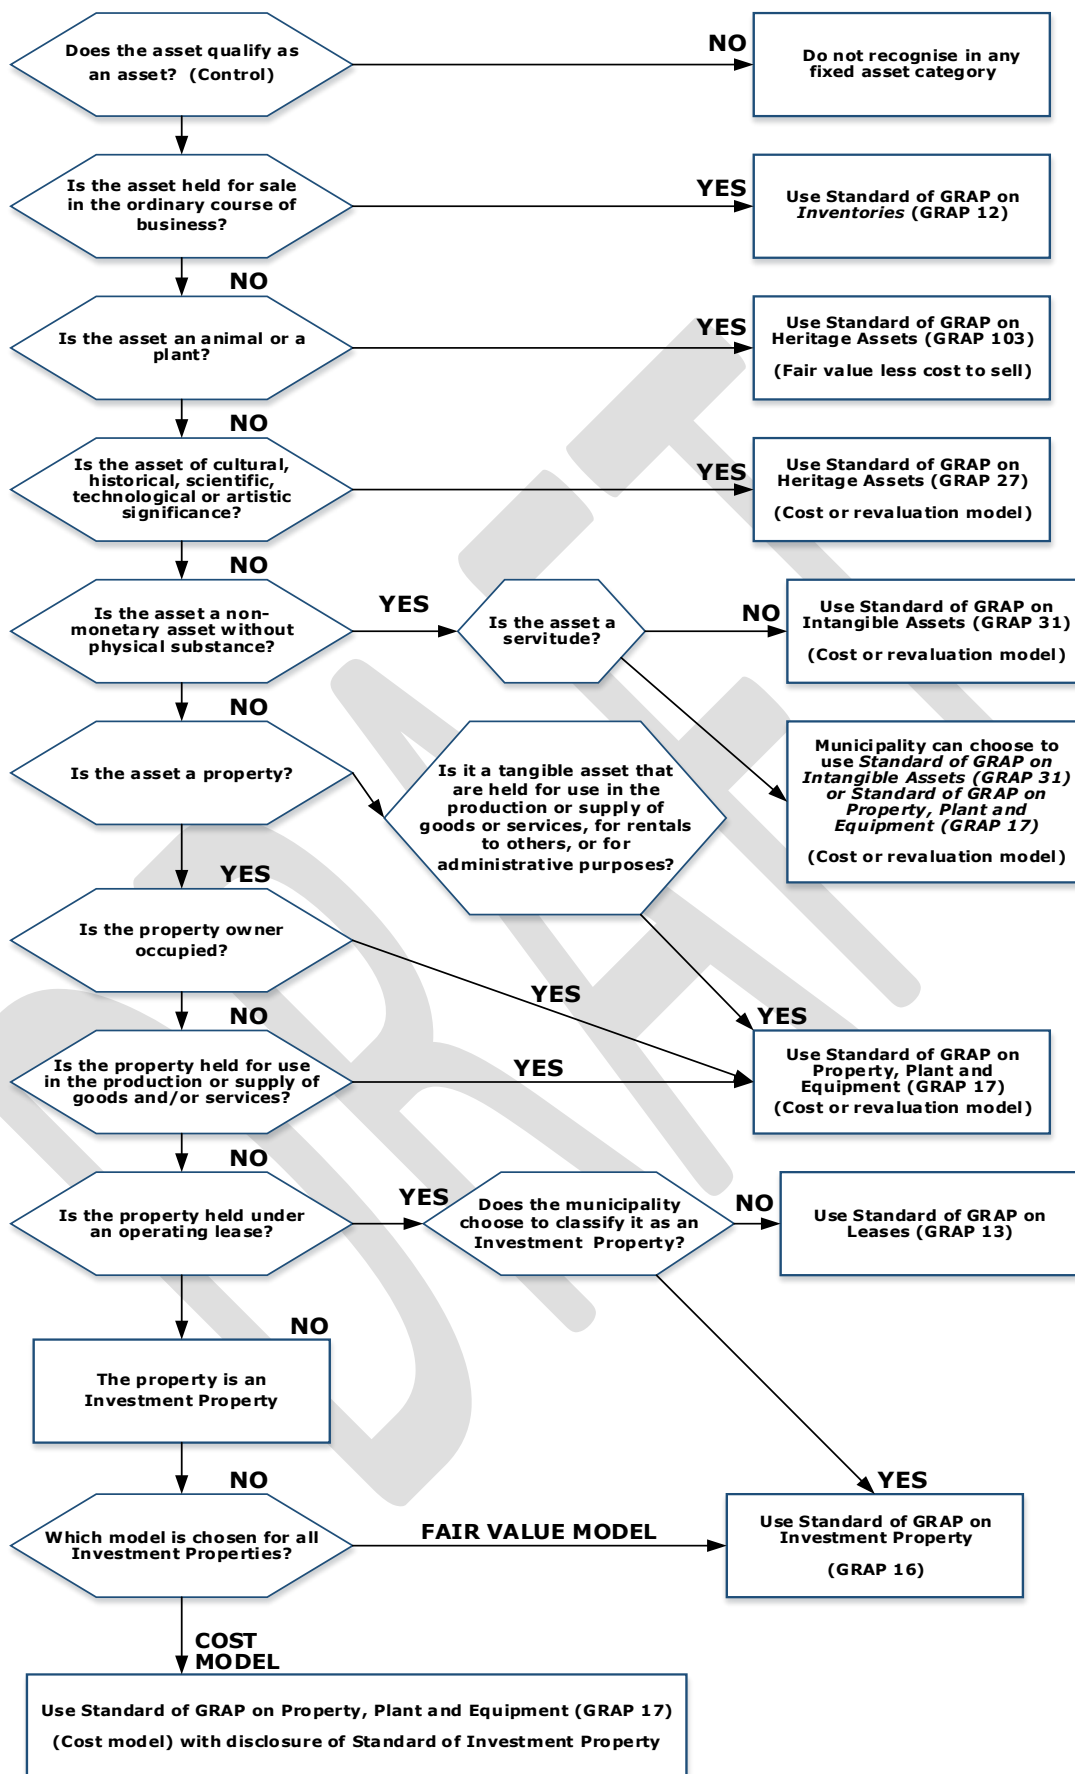 Does the asset qualify as
an asset?  (Control)
NO
Do not recognise in any
fixed asset category
Is the asset held for sale
in the ordinary course of
business?
YES
Use Standard of GRAP on
Inventories (GRAP 12)
NO
Is the asset an animal or a
plant?
YES
Use Standard of GRAP on
Heritage Assets (GRAP 103)
(Fair value less cost to sell)
NO
Is the asset of cultural,
historical, scientific,
technological or artistic
significance?
YES
Use Standard of GRAP on
Heritage Assets (GRAP 27)
(Cost or revaluation model)
NO
Is the asset a non-
monetary asset without
physical substance?
YES
Is the asset a
servitude?
NO
Use Standard of GRAP on
Intangible Assets (GRAP 31)
(Cost or revaluation model)
NO
Is the asset a property?
Is it a tangible asset that
are held for use in the
production or supply of
goods or services, for rentals
to others, or for
administrative purposes?
Municipality can choose to
use Standard of GRAP on
Intangible Assets (GRAP 31)
or Standard of GRAP on
Property, Plant and
Equipment (GRAP 17)
(Cost or revaluation model)
YES
Is the property owner
occupied?
YES
NO
YES
Is the property held for use
in the production or supply of
goods and/or services?
YES
Use Standard of GRAP on
Property, Plant and
Equipment (GRAP 17)
(Cost or revaluation model)
NO
Is the property held under
an operating lease?
YES
Does the municipality
choose to classify it as an
Investment  Property?
NO
Use Standard of GRAP on
Leases (GRAP 13)
NO
The property is an
Investment Property
NO
YES
Which model is chosen for all
Investment Properties?
FAIR VALUE MODEL
Use Standard of GRAP on
Investment Property
(GRAP 16)
COST
MODEL
Use Standard of GRAP on Property, Plant and Equipment (GRAP 17)
(Cost model) with disclosure of Standard of Investment Property
DRAFT